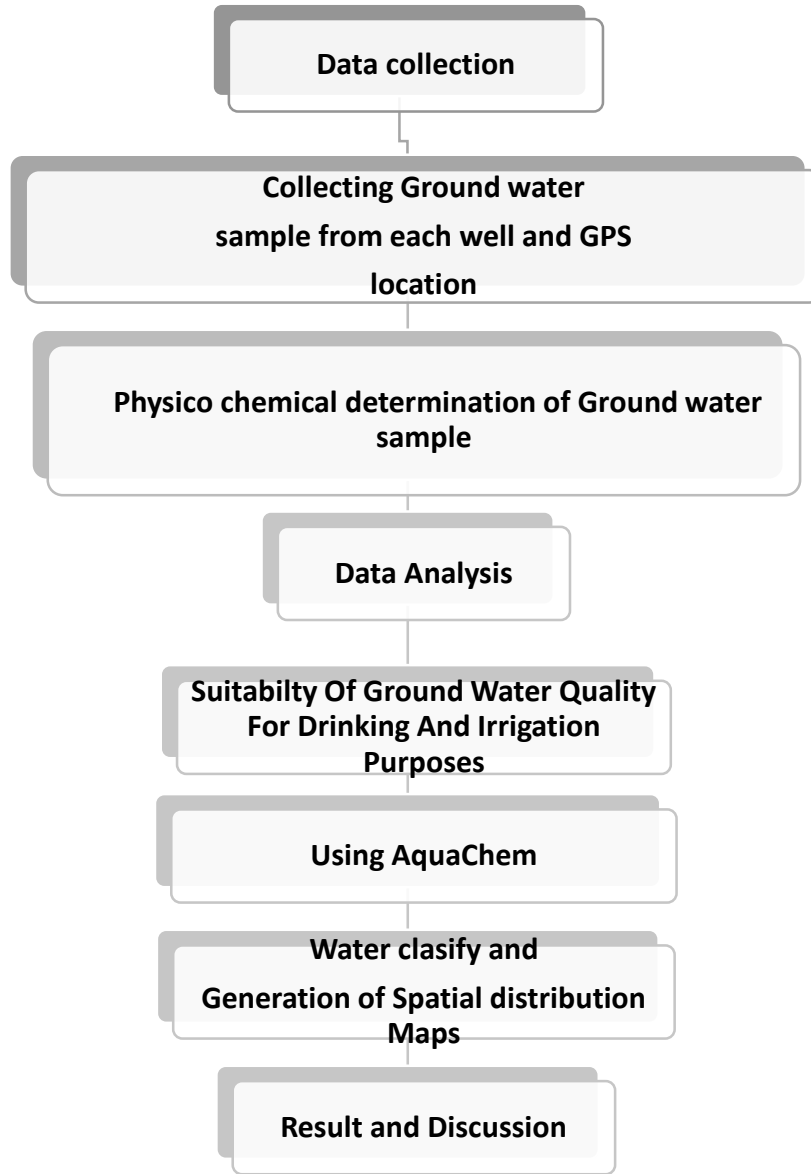 Data collection
Collecting Ground water
sample from each well and GPS
location
Physico chemical determination of Ground water
sample
Data Analysis
Suitabilty Of Ground Water Quality
For Drinking And Irrigation
Purposes
Using AquaChem
Water clasify and
Generation of Spatial distribution
Maps
Result and Discussion